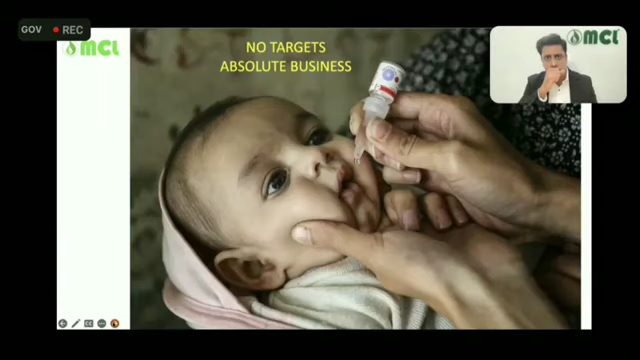 GOV REC
mcl
NO TARGETS
ABSOLUTE BUSINESS
mcl